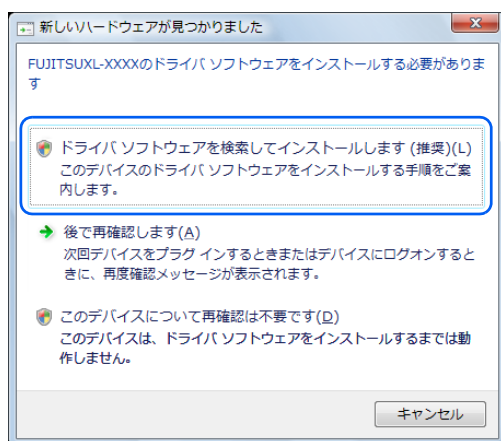 新しいハードウェアが見つかりました
FUJITSUXL-XXXXのドライバ ソフトウェアをインストールする必要がありま
す
ドライバ ソフトウェアを検索してインストールします (推奨)(L)
このデバイスのドライバ ソフトウェアをインストールする手順をご案
内します。
後で再確認します(A)
次回デバイスをプラグ インするときまたはデバイスにログオンすると
きに、再度確認メッセージが表示されます。
このデバイスについて再確認は不要です(D)
このデバイスは、ドライバ ソフトウェアをインストールするまでは動
作しません。
キャンセル